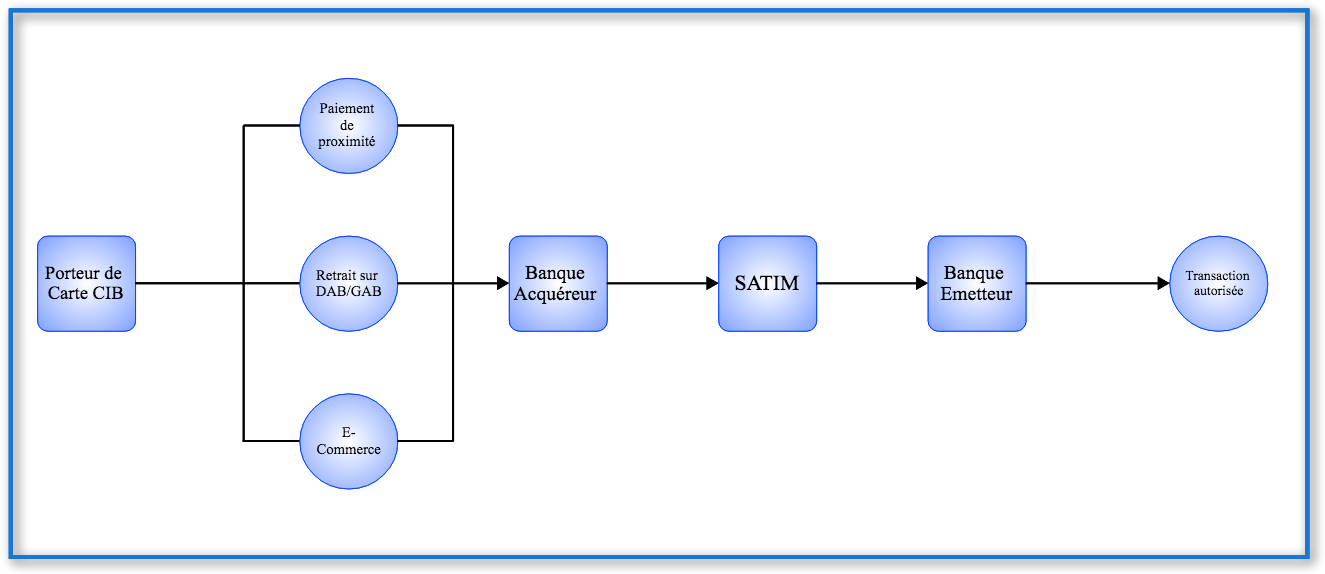 Paiement
de
proximité
Porteur de
Carte CIB
Retrait sur
DAB/GAB
Banque
Acquéreur
SATIM
Banque
Emetteur
Transaction
autorisée
E-
Commerce